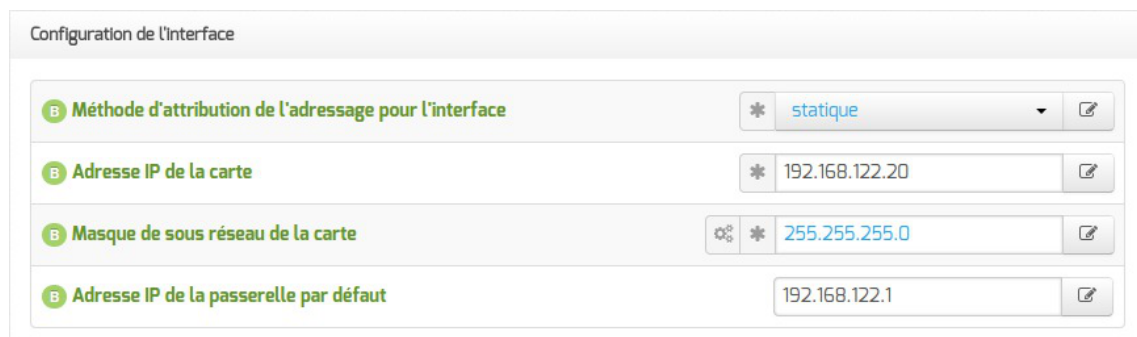 Configuration de l'interface
B Méthode d'attribution de l'adressage pour l'interface * statique
B Adresse IP de la carte * 192.168.122.20
B Masque de sous réseau de la carte * 255.255.255.0
B Adresse IP de la passerelle par défaut 192.168.122.1